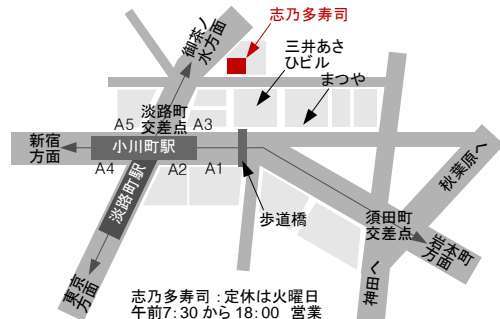 志乃多寿司
御茶ノ
水方面
三井あさ
ひビル
まつや
淡路町
交差点
A5
A3
新宿
方面
小川町駅
A4
A2
A1
淡路町駅
歩道橋
須田町
交差点
秋葉原へ
岩本町
方面
神田へ
東京
方面
志乃多寿司：定休は火曜日
午前7：30から18：00 営業